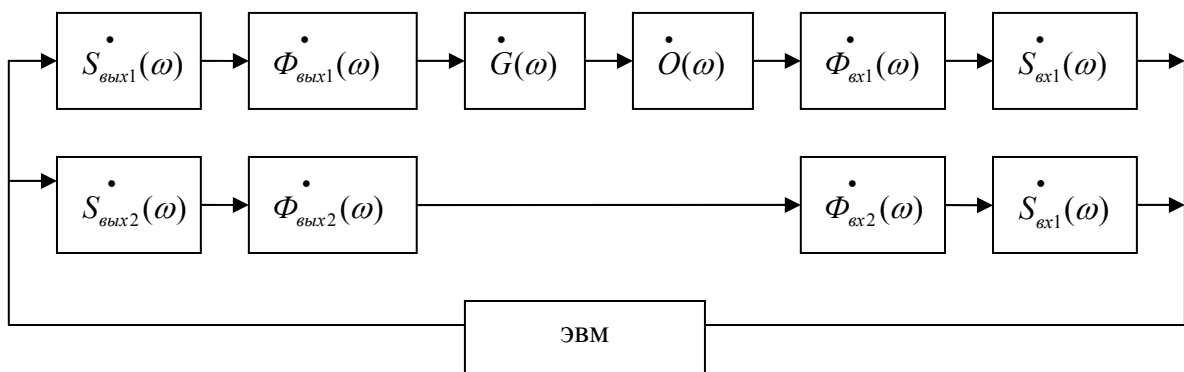 Ṡвых1(ω) Ф̇вых1(ω) Ġ(ω) Ȯ(ω) Ф̇вх1(ω) Ṡвх1(ω)
Ṡвых2(ω) Ф̇вых2(ω) Ф̇вх2(ω) Ṡвх1(ω)
ЭВМ